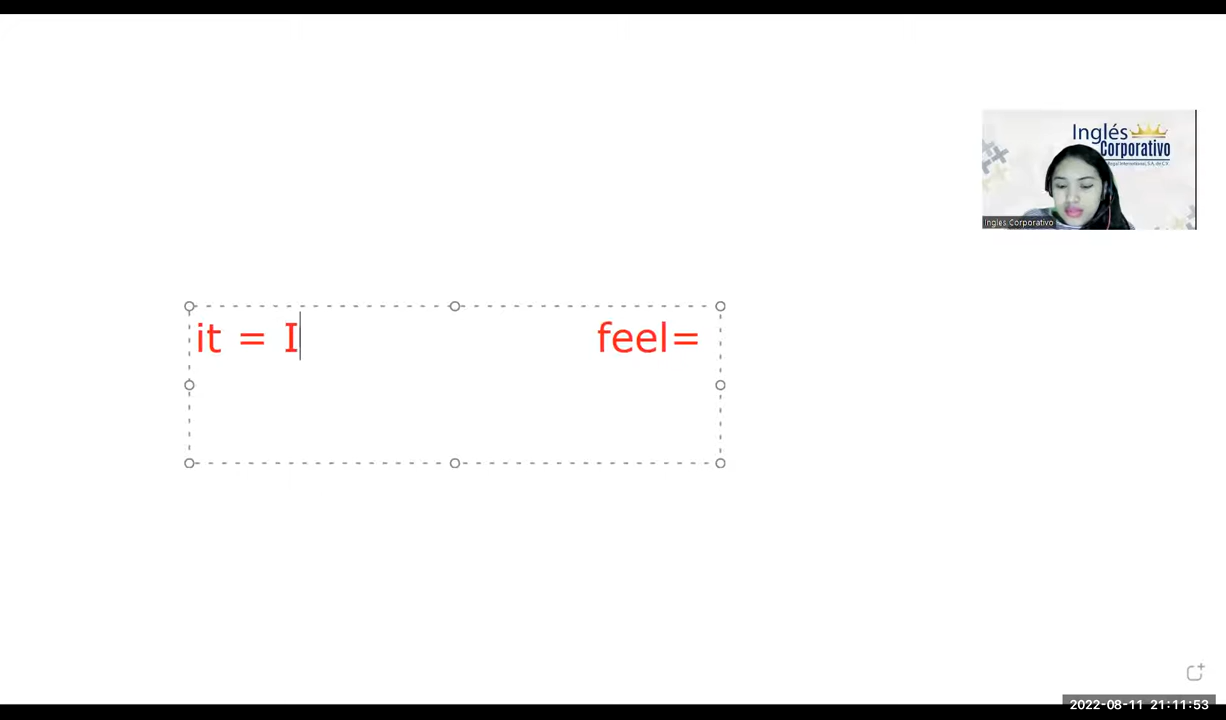 Inglés
Corporativo
Ingles Corporativo
it = I feel=
2022-08-11 21:11:53